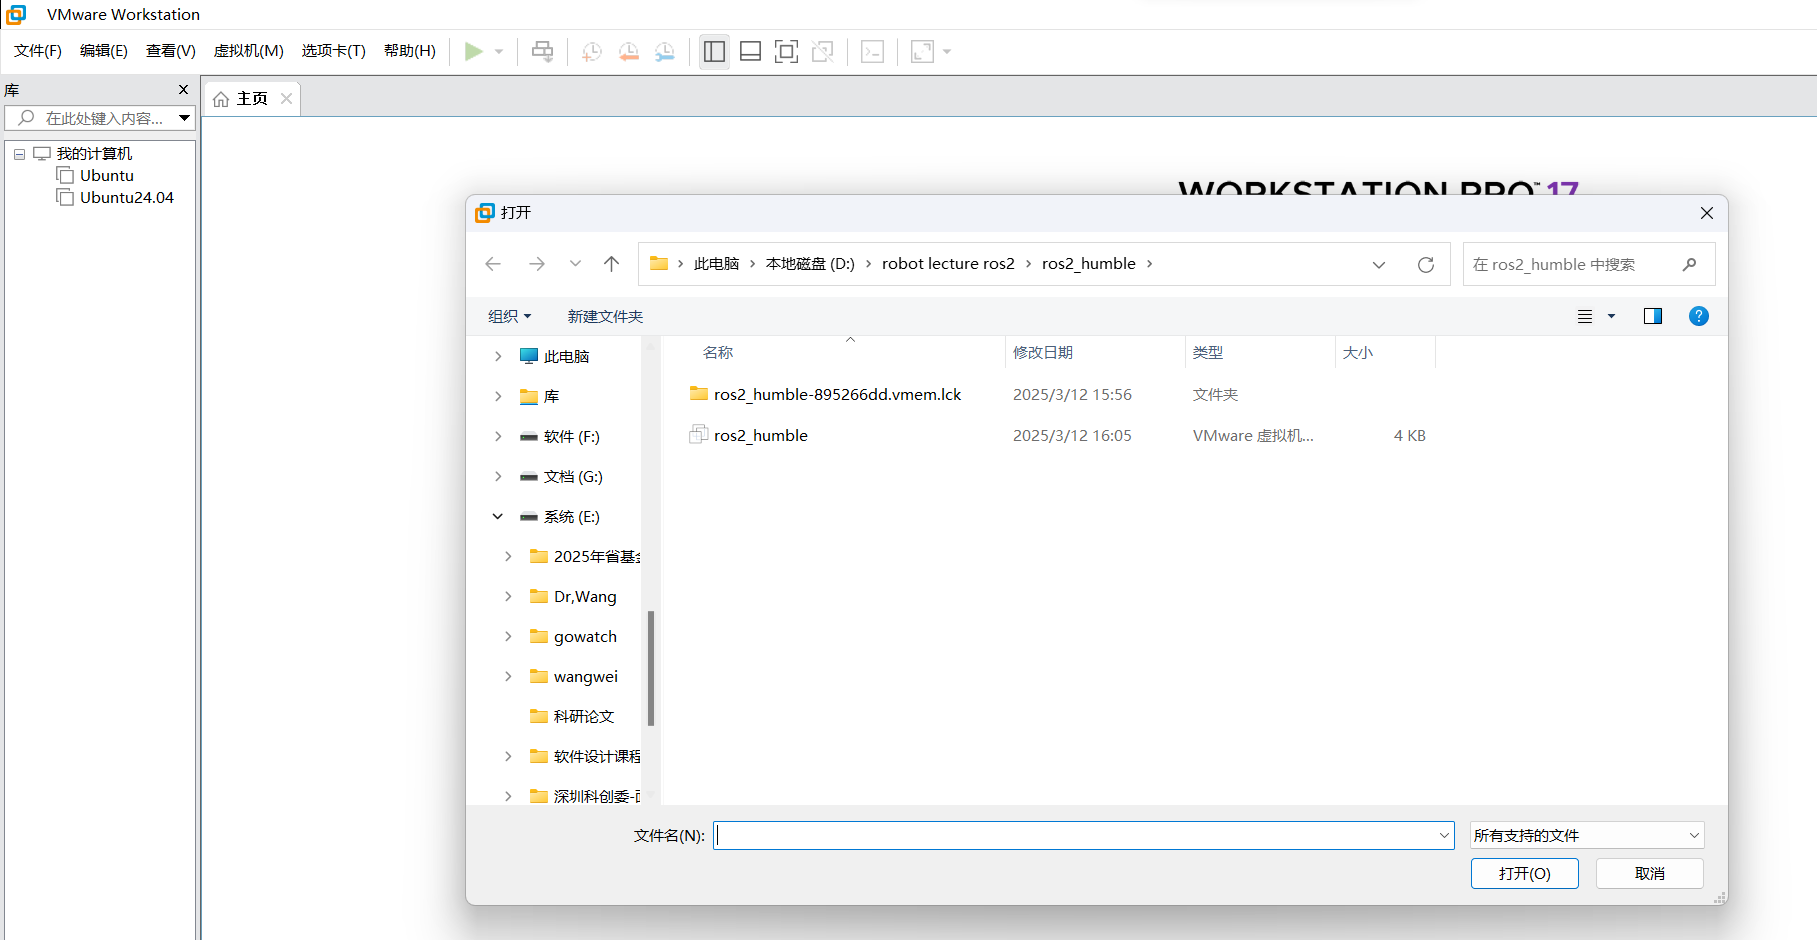 VMware Workstation
文件(F) 编辑(E) 查看(V) 虚拟机(M) 选项卡(T) 帮助(H)
库
主页
在此处键入内容...
我的计算机
Ubuntu
Ubuntu24.04
WORKSTATION PRO™ 17
打开
此电脑 本地磁盘 (D:) robot lecture ros2 ros2_humble
在 ros2_humble 中搜索
组织 新建文件夹
名称 修改日期 类型 大小
此电脑
库
软件 (F:)
文档 (G:)
系统 (E:)
2025年省基金
Dr,Wang
gowatch
wangwei
科研论文
软件设计课程
深圳科创委-
ros2_humble-895266dd.vmem.lck 2025/3/12 15:56 文件夹
ros2_humble 2025/3/12 16:05 VMware 虚拟机... 4 KB
文件名(N):
所有支持的文件
打开(O) 取消